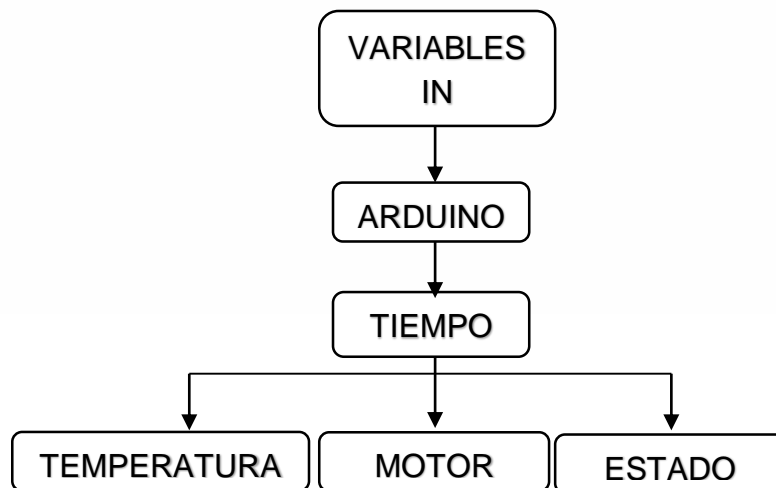 VARIABLES
IN
ARDUINO
TIEMPO
TEMPERATURA
MOTOR
ESTADO